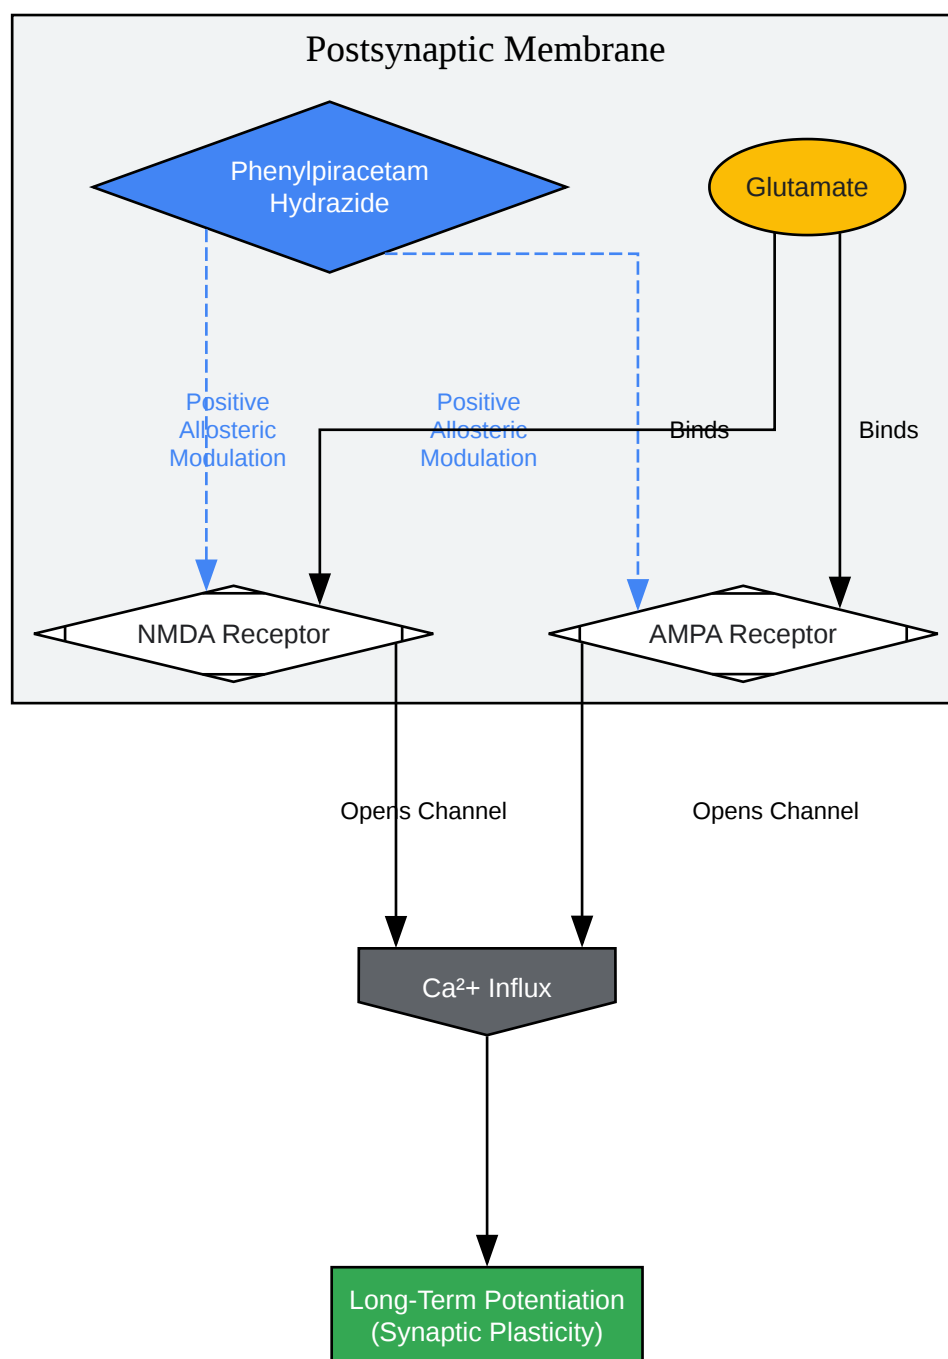 Postsynaptic Membrane
Phenylpiracetam
Hydrazide
Glutamate
Positive
Allosteric
Modulation
Positive
Allosteric
Modulation
Binds
Binds
NMDA Receptor
AMPA Receptor
Opens Channel
Opens Channel
Ca²+ Influx
Long-Term Potentiation
(Synaptic Plasticity)